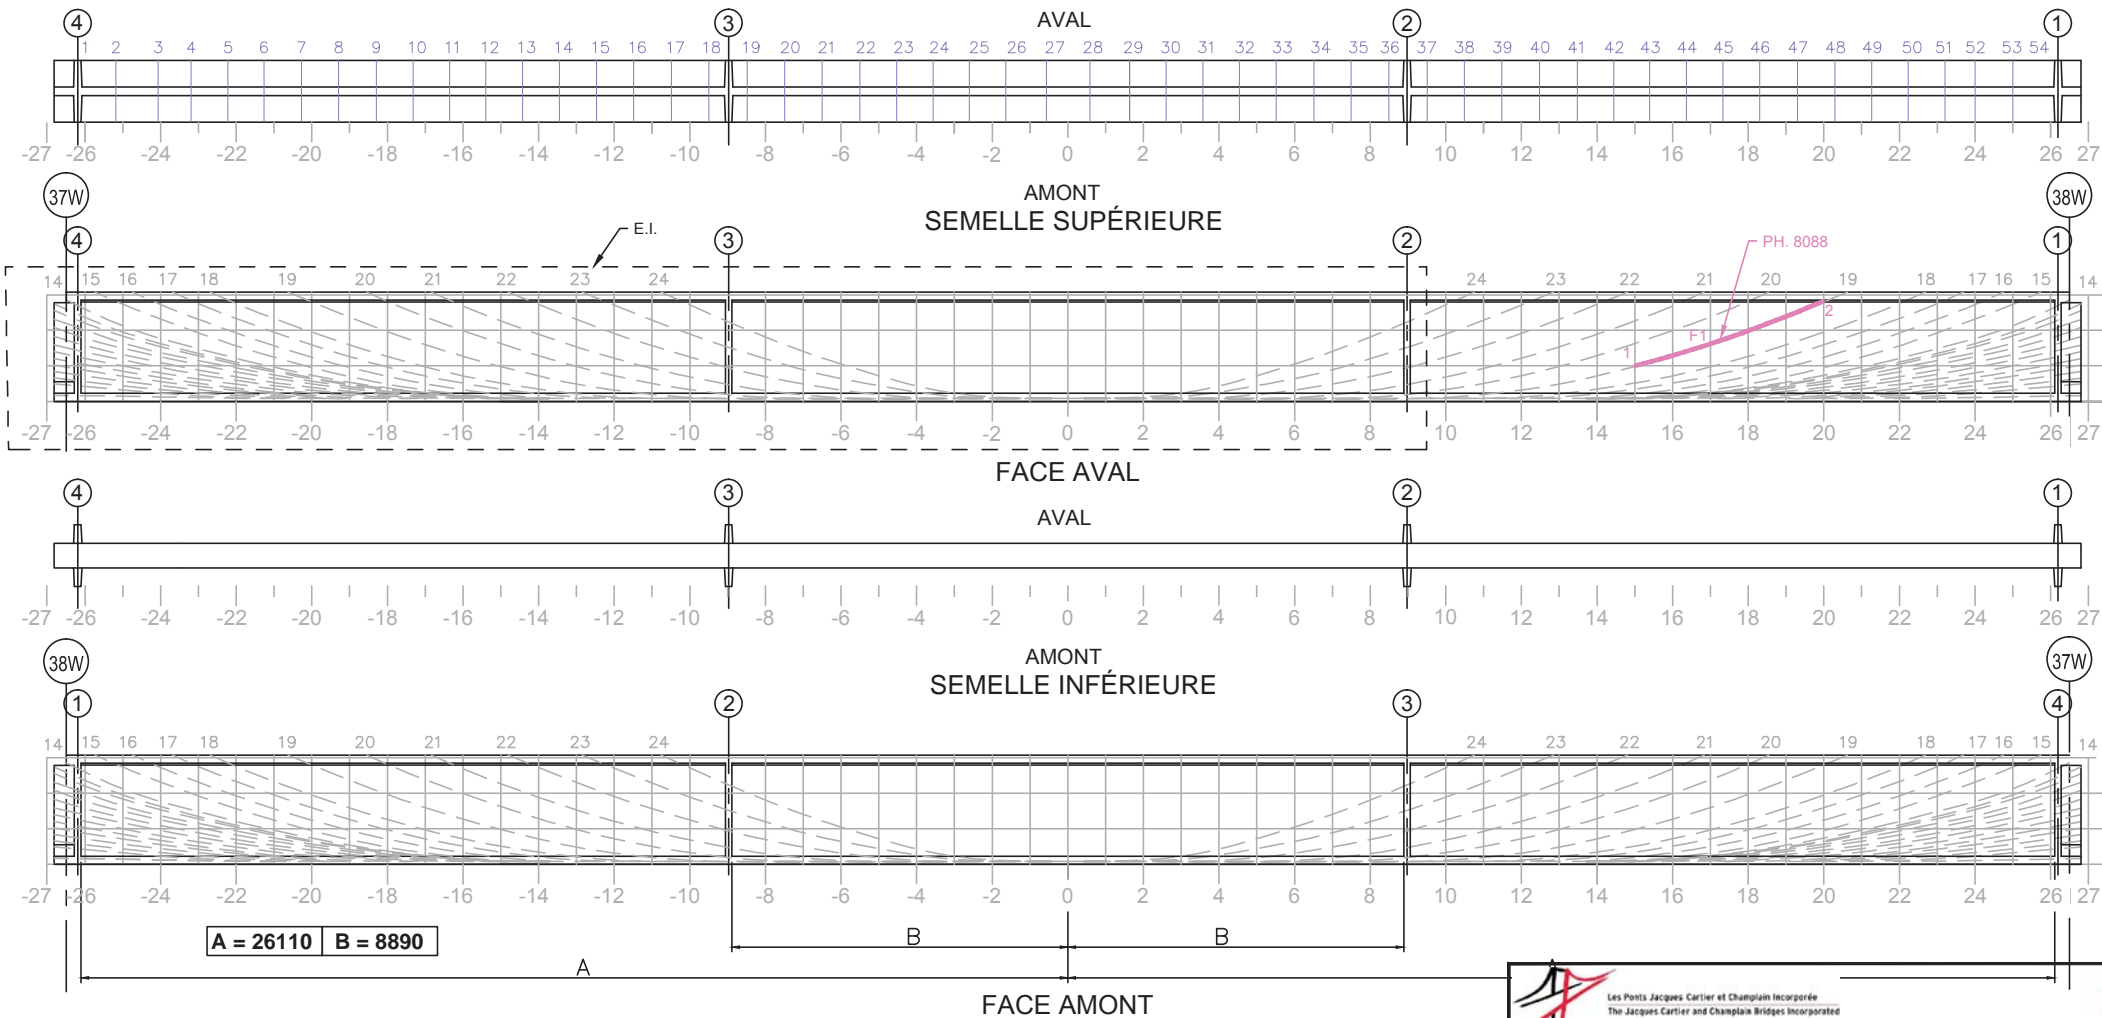 AVAL
4 3 2 1
1 2 3 4 5 6 7 8 9 10 11 12 13 14 15 16 17 18 19 20 21 22 23 24 25 26 27 28 29 30 31 32 33 34 35 36 37 38 39 40 41 42 43 44 45 46 47 48 49 50 51 52 53 54
-27 -26 -24 -22 -20 -18 -16 -14 -12 -10 -8 -6 -4 -2 0 2 4 6 8 10 12 14 16 18 20 22 24 26 27
37W AMONT 38W
SEMELLE SUPÉRIEURE
E.I.
4 3 2 PH. 8088 1
14 15 16 17 18 19 20 21 22 23 24 24 23 22 21 20 19 18 17 16 15 14
1 F1 2
-27 -26 -24 -22 -20 -18 -16 -14 -12 -10 -8 -6 -4 -2 0 2 4 6 8 10 12 14 16 18 20 22 24 26 27
FACE AVAL
4 3 2 1
AVAL
-27 -26 -24 -22 -20 -18 -16 -14 -12 -10 -8 -6 -4 -2 0 2 4 6 8 10 12 14 16 18 20 22 24 26 27
38W AMONT 37W
SEMELLE INFÉRIEURE
1 2 3 4
14 15 16 17 18 19 20 21 22 23 24 24 23 22 21 20 19 18 17 16 15 14
-27 -26 -24 -22 -20 -18 -16 -14 -12 -10 -8 -6 -4 -2 0 2 4 6 8 10 12 14 16 18 20 22 24 26 27
A = 26110 B = 8890
B B
A
FACE AMONT
Les Ponts Jacques Cartier et Champlain Incorporée
The Jacques Cartier and Champlain Bridges Incorporated